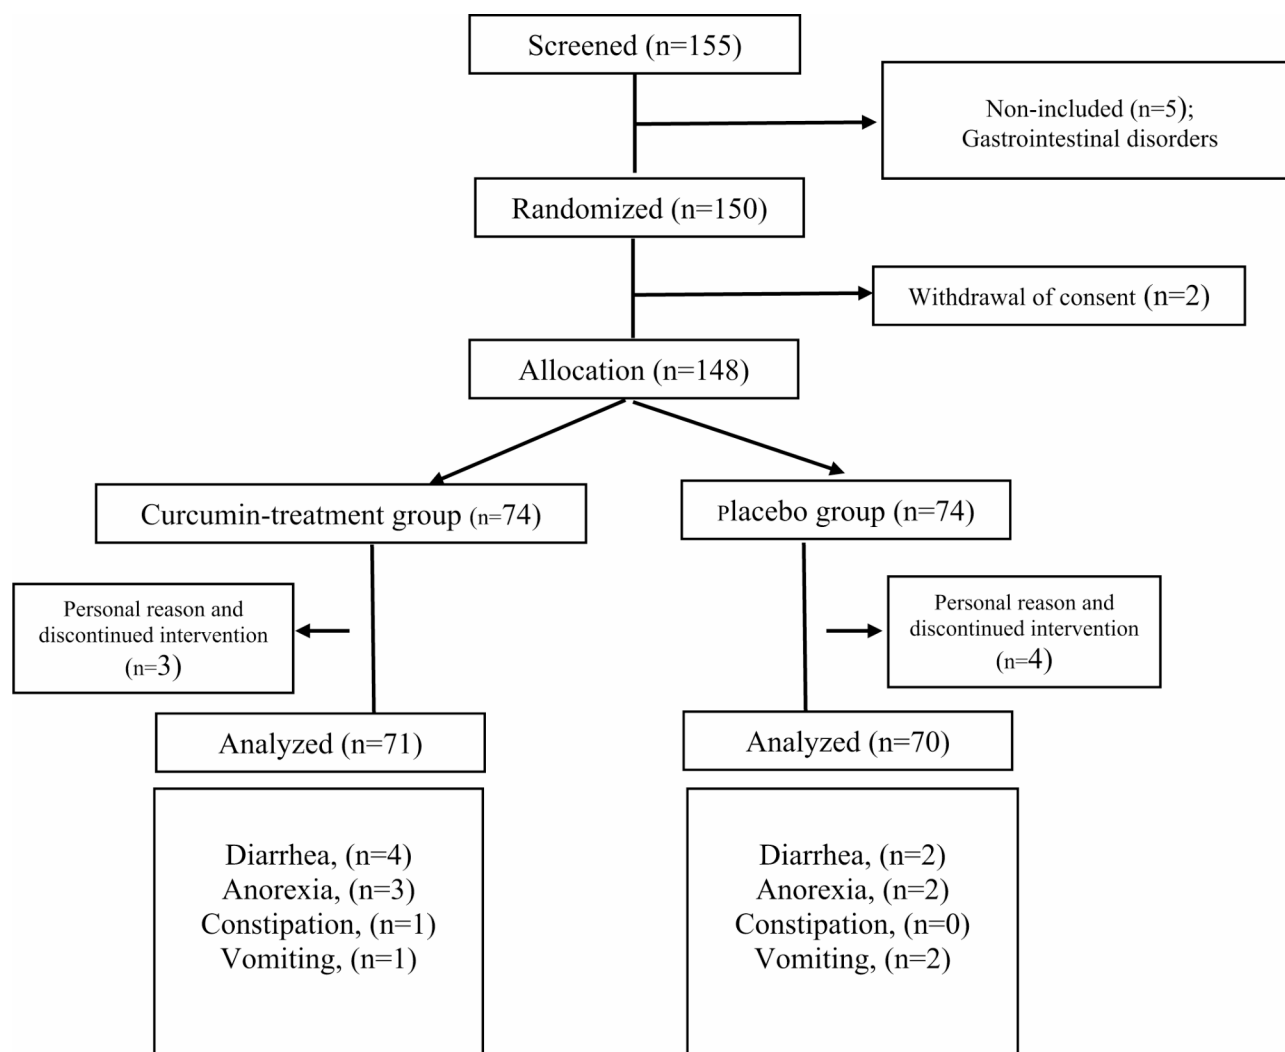 Screened (n=155)
Non-included (n=5);
Gastrointestinal disorders
Randomized (n=150)
Withdrawal of consent (n=2)
Allocation (n=148)
Curcumin-treatment group (n=74)
Placebo group (n=74)
Personal reason and
discontinued intervention
(n=3)
Personal reason and
discontinued intervention
(n=4)
Analyzed (n=71)
Analyzed (n=70)
Diarrhea, (n=4)
Anorexia, (n=3)
Constipation, (n=1)
Vomiting, (n=1)
Diarrhea, (n=2)
Anorexia, (n=2)
Constipation, (n=0)
Vomiting, (n=2)